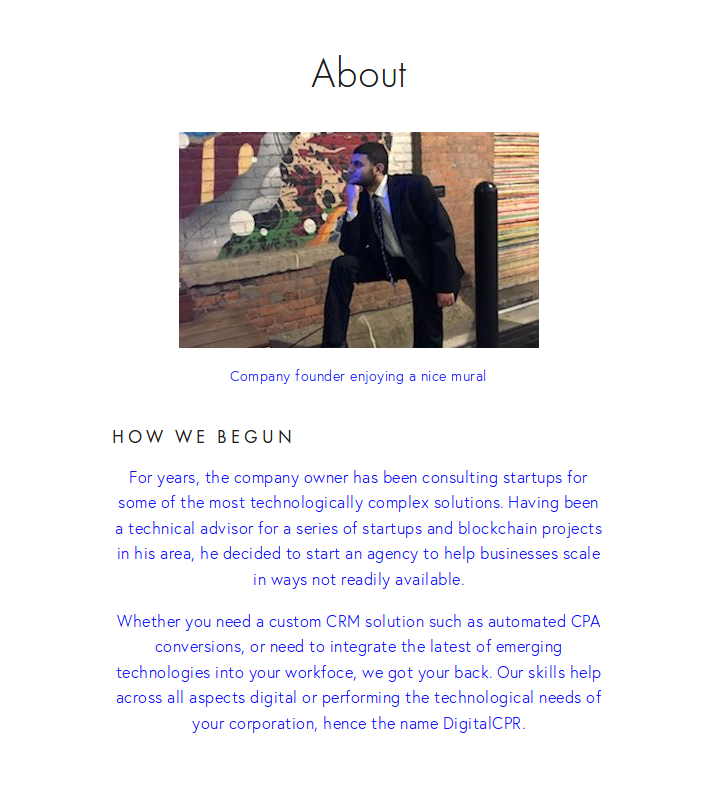 About
Company founder enjoying a nice mural
HOW WE BEGUN
For years, the company owner has been consulting startups for
some of the most technologically complex solutions. Having been
a technical advisor for a series of startups and blockchain projects
in his area, he decided to start an agency to help businesses scale
in ways not readily available.
Whether you need a custom CRM solution such as automated CPA
conversions, or need to integrate the latest of emerging
technologies into your workfoce, we got your back. Our skills help
across all aspects digital or performing the technological needs of
your corporation, hence the name DigitalCPR.